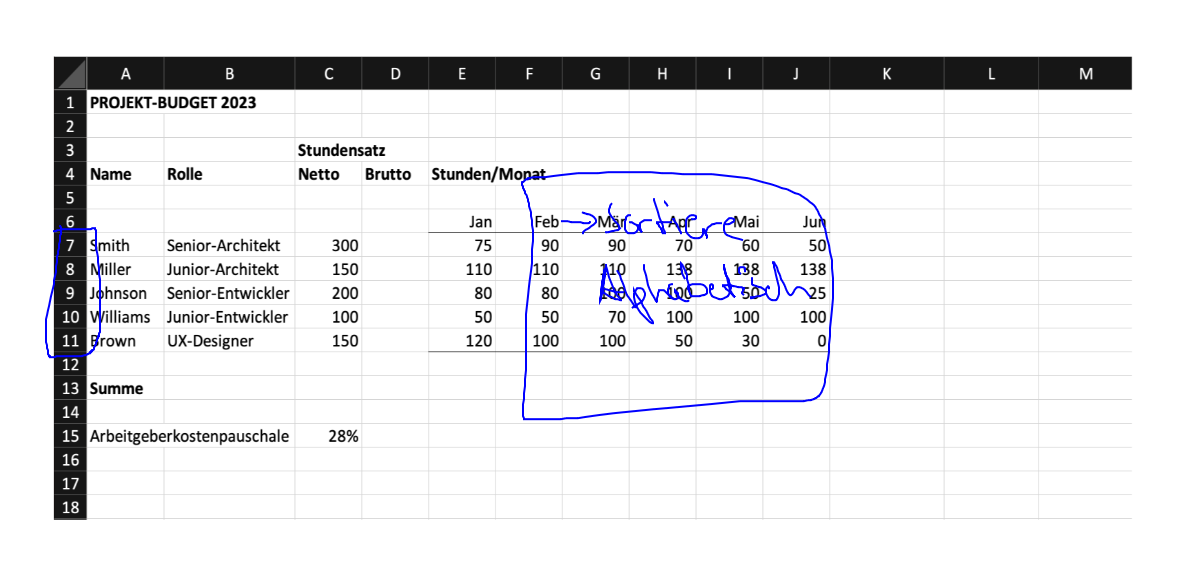 A B C D E F G H I J K L M
1 PROJEKT-BUDGET 2023
2
3 Stundensatz
4 Name Rolle Netto Brutto Stunden/Monat
5
6 Jan Feb Mär Apr Mai Jun
→ Sortiere
7 Smith Senior-Architekt 300 75 90 90 70 60 50
8 Miller Junior-Architekt 150 110 110 110 138 138 138
Alphabetisch
9 Johnson Senior-Entwickler 200 80 80 100 100 50 25
10 Williams Junior-Entwickler 100 50 50 70 100 100 100
11 Brown UX-Designer 150 120 100 100 50 30 0
12
13 Summe
14
15 Arbeitgeberkostenpauschale 28%
16
17
18